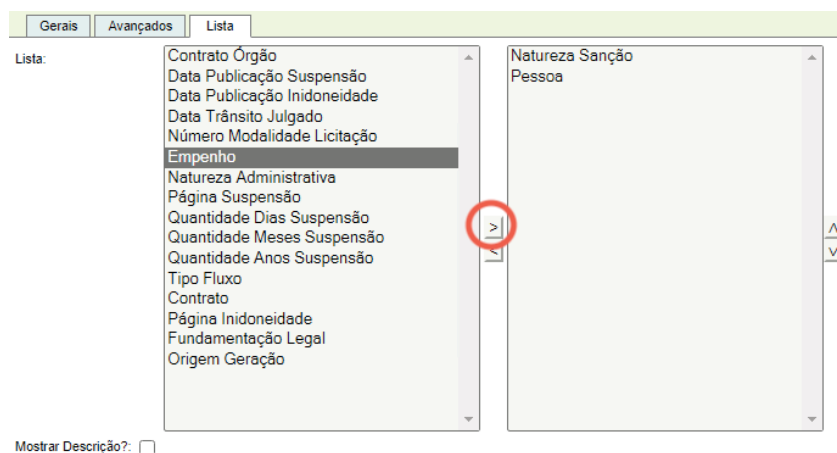 Gerais Avançados Lista
Lista:
Contrato Órgão
Data Publicação Suspensão
Data Publicação Inidoneidade
Data Trânsito Julgado
Número Modalidade Licitação
Empenho
Natureza Administrativa
Página Suspensão
Quantidade Dias Suspensão
Quantidade Meses Suspensão
Quantidade Anos Suspensão
Tipo Fluxo
Contrato
Página Inidoneidade
Fundamentação Legal
Origem Geração
>
<
Natureza Sanção
Pessoa
Mostrar Descrição?: